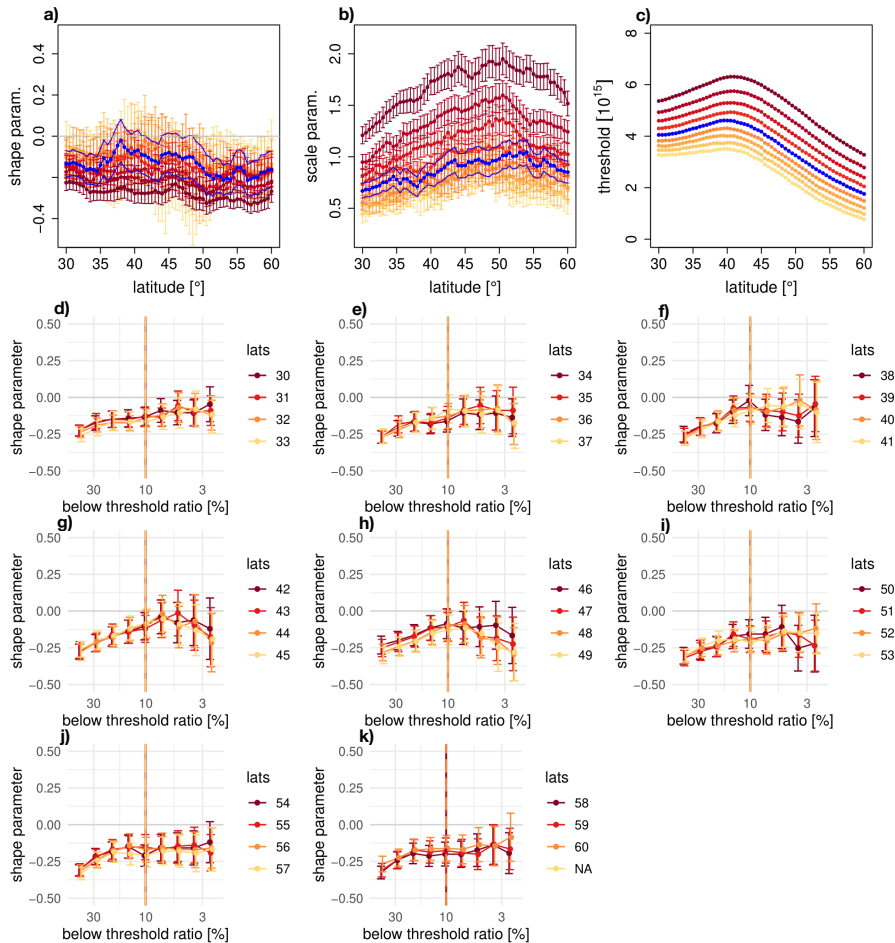 a)
shape param.
0.4
0.2
0.0
−0.4
30 35 40 45 50 55 60
latitude [°]
b)
scale param.
2.0
1.5
1.0
0.5
30 35 40 45 50 55 60
latitude [°]
c)
threshold [10^15]
8
6
4
2
0
30 35 40 45 50 55 60
latitude [°]
d)
shape parameter
0.50
0.25
0.00
−0.25
−0.50
30 10 3
below threshold ratio [%]
lats
30
31
32
33
e)
shape parameter
0.50
0.25
0.00
−0.25
−0.50
30 10 3
below threshold ratio [%]
lats
34
35
36
37
f)
shape parameter
0.50
0.25
0.00
−0.25
−0.50
30 10 3
below threshold ratio [%]
lats
38
39
40
41
g)
shape parameter
0.50
0.25
0.00
−0.25
−0.50
30 10 3
below threshold ratio [%]
lats
42
43
44
45
h)
shape parameter
0.50
0.25
0.00
−0.25
−0.50
30 10 3
below threshold ratio [%]
lats
46
47
48
49
i)
shape parameter
0.50
0.25
0.00
−0.25
−0.50
30 10 3
below threshold ratio [%]
lats
50
51
52
53
j)
shape parameter
0.50
0.25
0.00
−0.25
−0.50
30 10 3
below threshold ratio [%]
lats
54
55
56
57
k)
shape parameter
0.50
0.25
0.00
−0.25
−0.50
30 10 3
below threshold ratio [%]
lats
58
59
60
NA